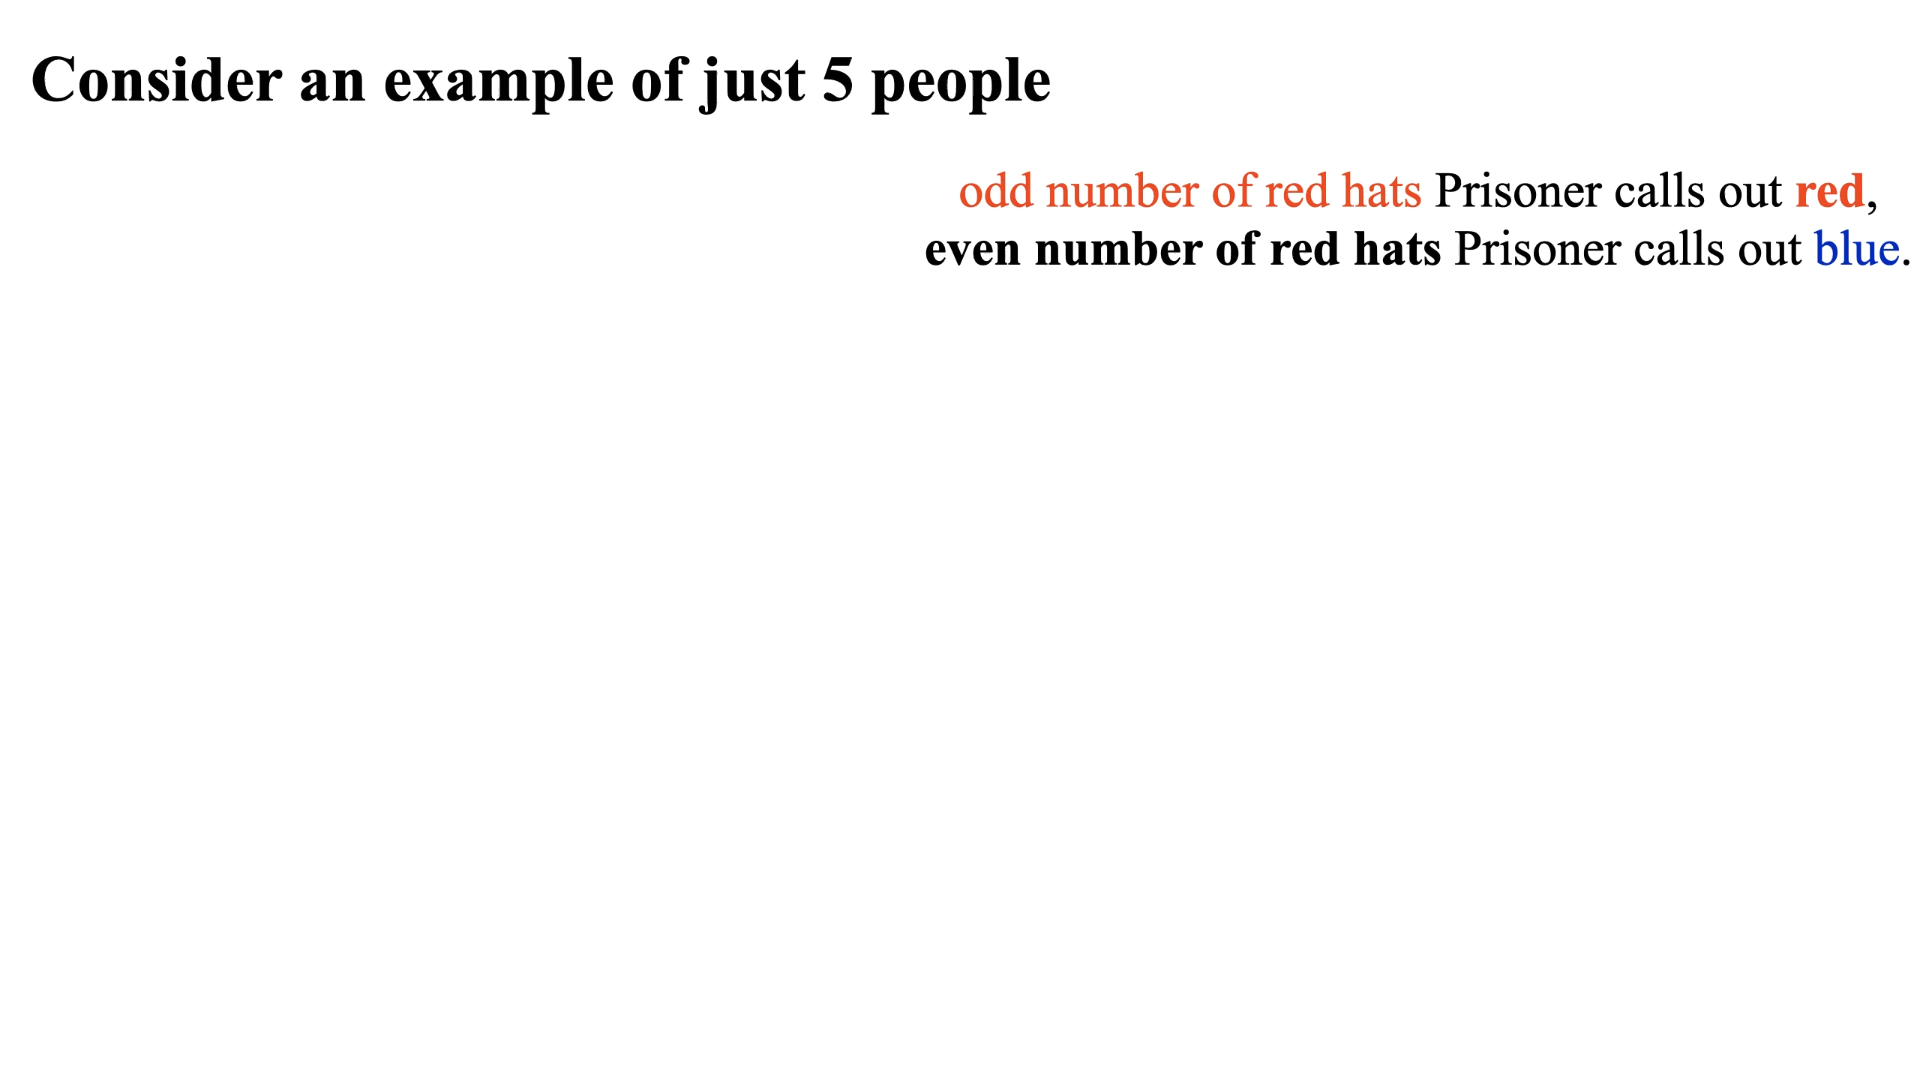 Consider an example of just 5 people
odd number of red hats Prisoner calls out red,
even number of red hats Prisoner calls out blue.